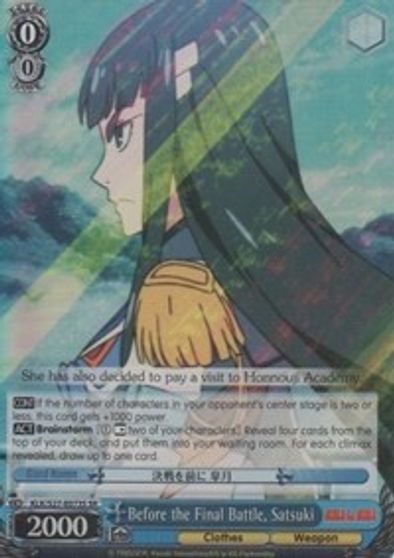 0
0
She has also decided to pay a visit to Honnouji Academy.
CONT If the number of characters in your opponent's center stage is two or
less, this card gets +1000 power.
ACT Brainstorm [① two of your characters] Reveal four cards from
the top of your deck, and put them into your waiting room. For each climax
revealed, draw up to one card.
Card Name
決戦を前に 皐月
2000
Before the Final Battle, Satsuki
Clothes
Weapon